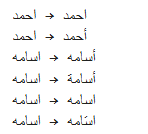 احمد → احمد
أحمد → احمد
أسامه → اسامه
أسامة → اسامه
اسامه → اسامه
اسّامه → اسامه